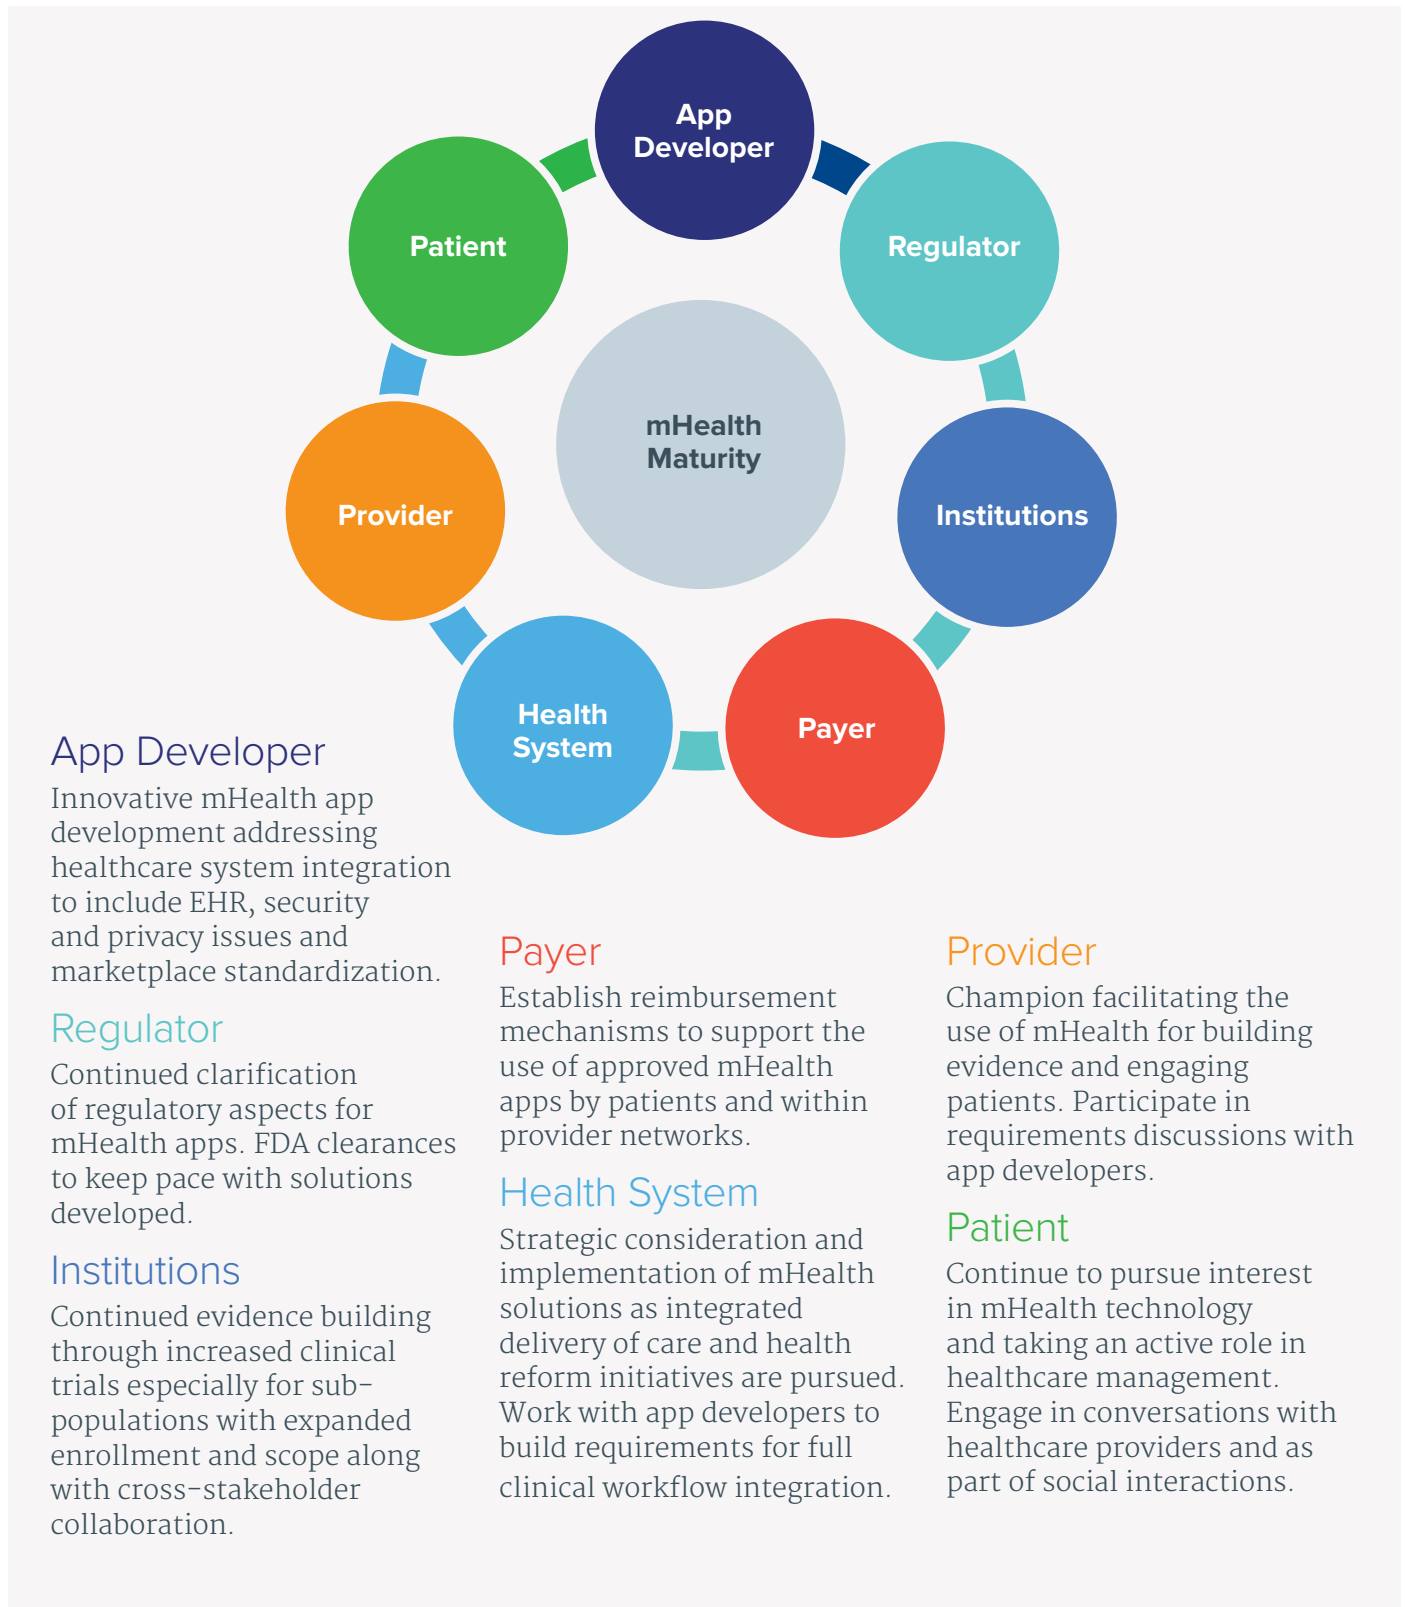 App
Developer
Patient
Regulator
mHealth
Maturity
Provider
Institutions
Health
System
Payer
App Developer
Innovative mHealth app
development addressing
healthcare system integration
to include EHR, security
and privacy issues and
marketplace standardization.
Regulator
Continued clarification
of regulatory aspects for
mHealth apps. FDA clearances
to keep pace with solutions
developed.
Institutions
Continued evidence building
through increased clinical
trials especially for sub-
populations with expanded
enrollment and scope along
with cross-stakeholder
collaboration.
Payer
Establish reimbursement
mechanisms to support the
use of approved mHealth
apps by patients and within
provider networks.
Health System
Strategic consideration and
implementation of mHealth
solutions as integrated
delivery of care and health
reform initiatives are pursued.
Work with app developers to
build requirements for full
clinical workflow integration.
Provider
Champion facilitating the
use of mHealth for building
evidence and engaging
patients. Participate in
requirements discussions with
app developers.
Patient
Continue to pursue interest
in mHealth technology
and taking an active role in
healthcare management.
Engage in conversations with
healthcare providers and as
part of social interactions.